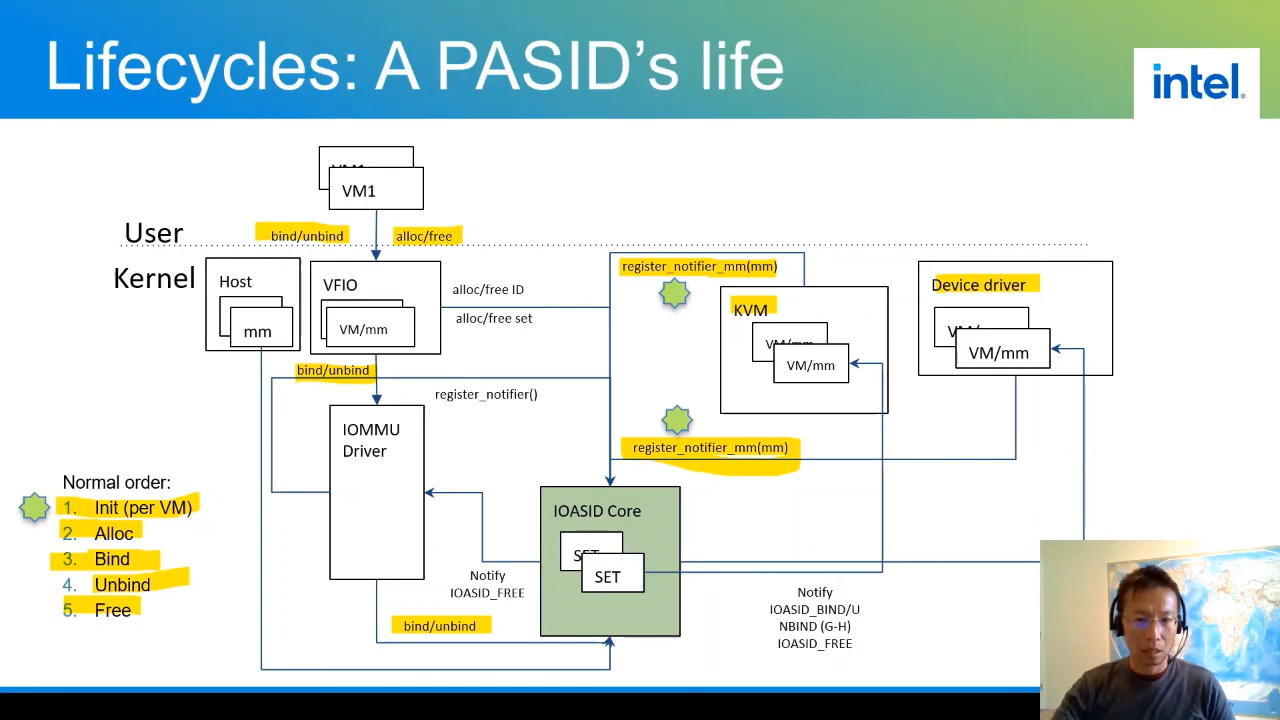 Lifecycles: A PASID's life
intel.
VM1
VM1
User
bind/unbind
alloc/free
Kernel
Host
mm
VFIO
VM/mm
alloc/free ID
alloc/free set
register_notifier_mm(mm)
KVM
VM/mm
VM/mm
Device driver
VM/
VM/mm
bind/unbind
register_notifier()
IOMMU
Driver
register_notifier_mm(mm)
Normal order:
1. Init (per VM)
2. Alloc
3. Bind
4. Unbind
5. Free
IOASID Core
SET
SET
Notify
IOASID_FREE
bind/unbind
Notify
IOASID_BIND/U
NBIND (G-H)
IOASID_FREE